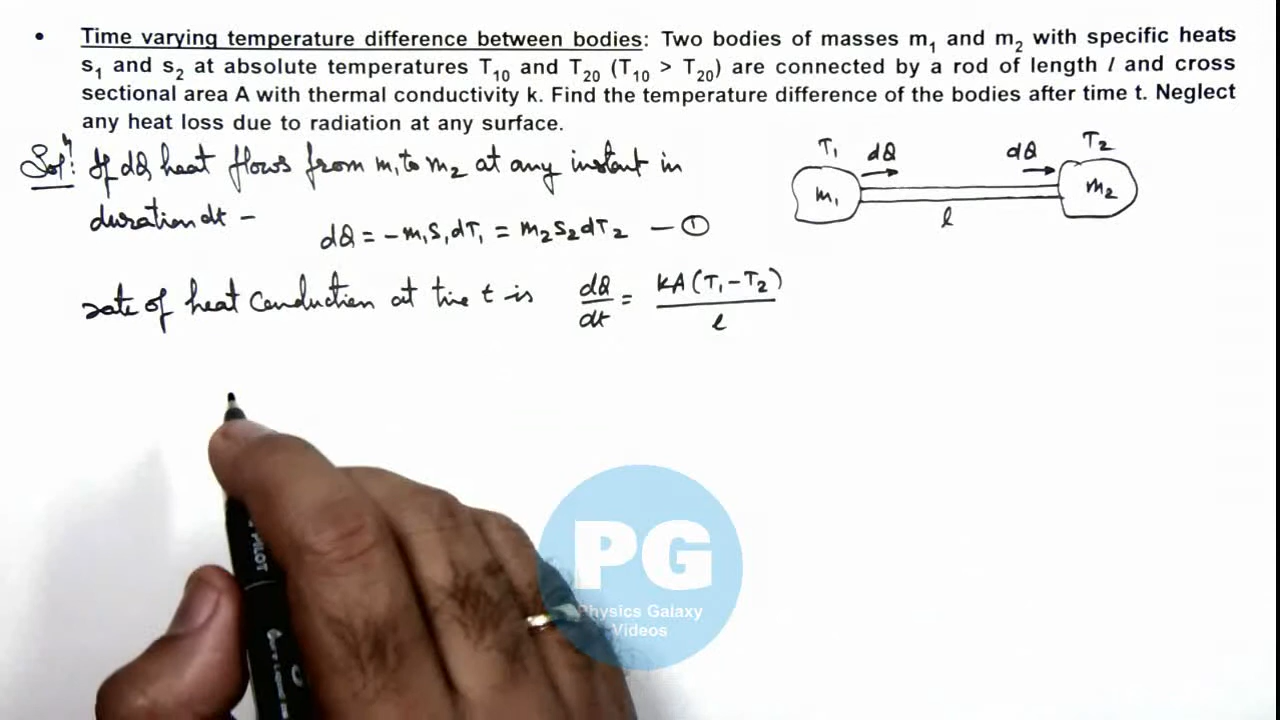 • Time varying temperature difference between bodies: Two bodies of masses m₁ and m₂ with specific heats
s₁ and s₂ at absolute temperatures T₁₀ and T₂₀ (T₁₀ > T₂₀) are connected by a rod of length l and cross
sectional area A with thermal conductivity k. Find the temperature difference of the bodies after time t. Neglect
any heat loss due to radiation at any surface.
Solⁿ: If dQ heat flows from m₁ to m₂ at any instant in
duration dt –
dQ = -m₁s₁dT₁ = m₂s₂dT₂ — ①
rate of heat conduction at time t is dQ/dt = kA(T₁-T₂)/l
T₁ dQ dQ T₂
m₁ m₂
l
PILOT
PG
Physics Galaxy
Videos